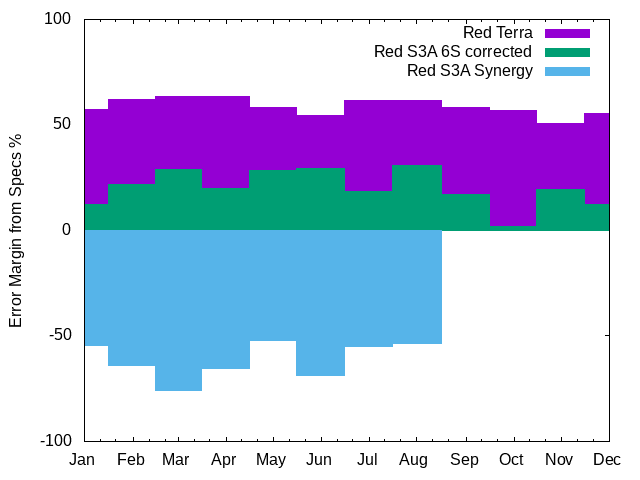 100
50
0
-50
-100
Error Margin from Specs %
Red Terra
Red S3A 6S corrected
Red S3A Synergy
Jan Feb Mar Apr May Jun Jul Aug Sep Oct Nov Dec